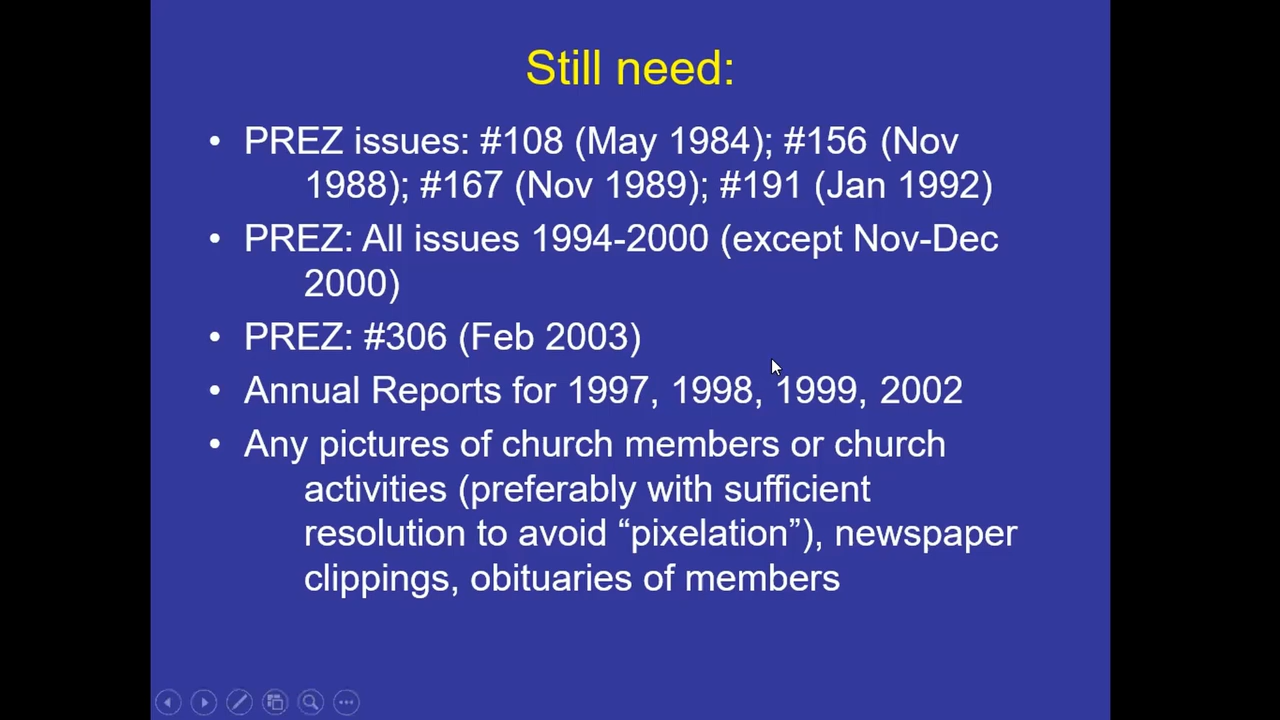 Still need:
• PREZ issues: #108 (May 1984); #156 (Nov
1988); #167 (Nov 1989); #191 (Jan 1992)
• PREZ: All issues 1994-2000 (except Nov-Dec
2000)
• PREZ: #306 (Feb 2003)
• Annual Reports for 1997, 1998, 1999, 2002
• Any pictures of church members or church
activities (preferably with sufficient
resolution to avoid “pixelation”), newspaper
clippings, obituaries of members